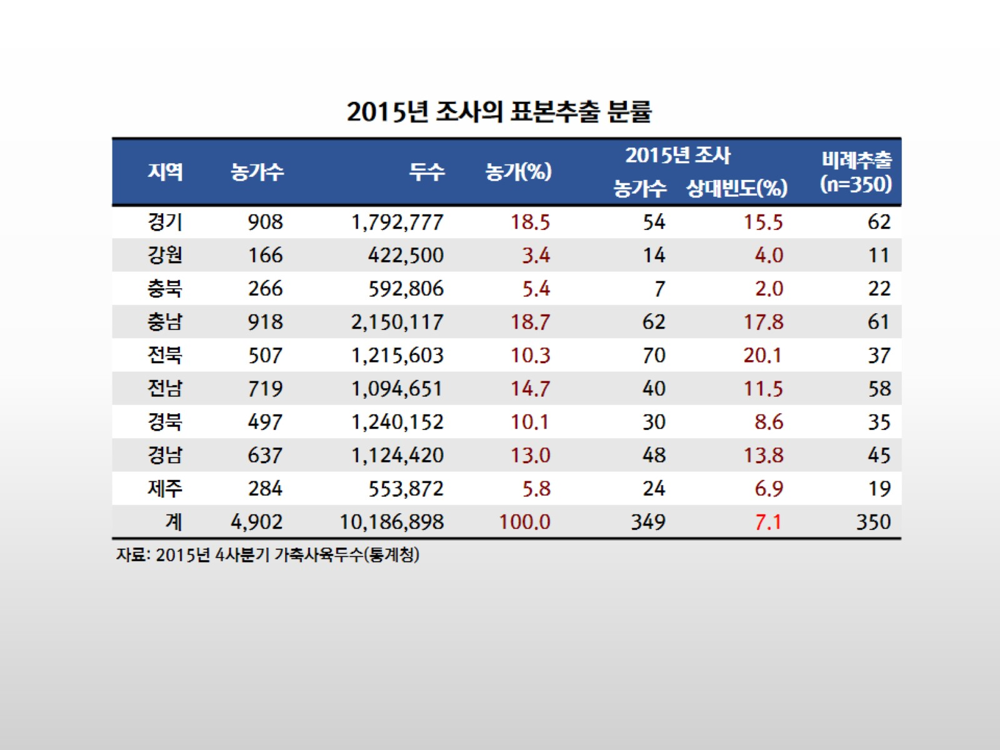 2015년 조사의 표본추출 분률
지역 농가수 두수 농가(%) 2015년 조사 농가수 상대빈도(%) 비례추출 (n=350)
경기 908 1,792,777 18.5 54 15.5 62
강원 166 422,500 3.4 14 4.0 11
충북 266 592,806 5.4 7 2.0 22
충남 918 2,150,117 18.7 62 17.8 61
전북 507 1,215,603 10.3 70 20.1 37
전남 719 1,094,651 14.7 40 11.5 58
경북 497 1,240,152 10.1 30 8.6 35
경남 637 1,124,420 13.0 48 13.8 45
제주 284 553,872 5.8 24 6.9 19
계 4,902 10,186,898 100.0 349 7.1 350
자료: 2015년 4사분기 가축사육두수(통계청)